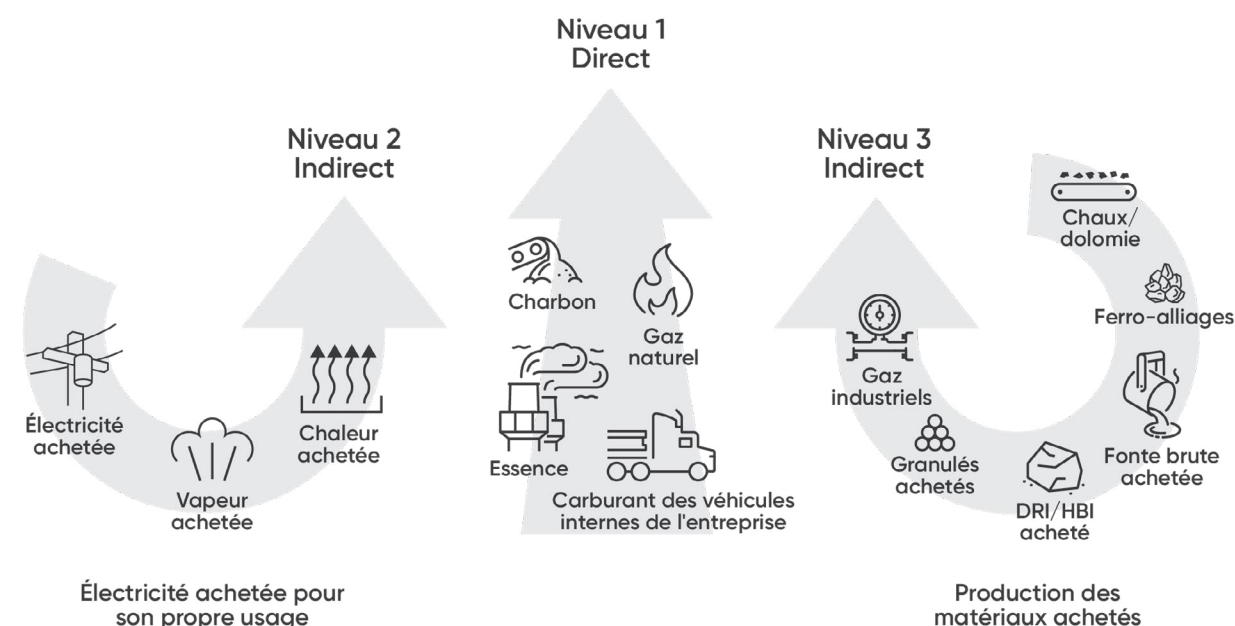 Niveau 1
Direct
Niveau 2
Indirect
Niveau 3
Indirect
Électricité
achetée
Vapeur
achetée
Chaleur
achetée
Charbon
Gaz
naturel
Essence
Carburant des véhicules
internes de l'entreprise
Chaux/
dolomie
Ferro-alliages
Gaz
industriels
Granulés
achetés
DRI/HBI
acheté
Fonte brute
achetée
Électricité achetée pour
son propre usage
Production des
matériaux achetés